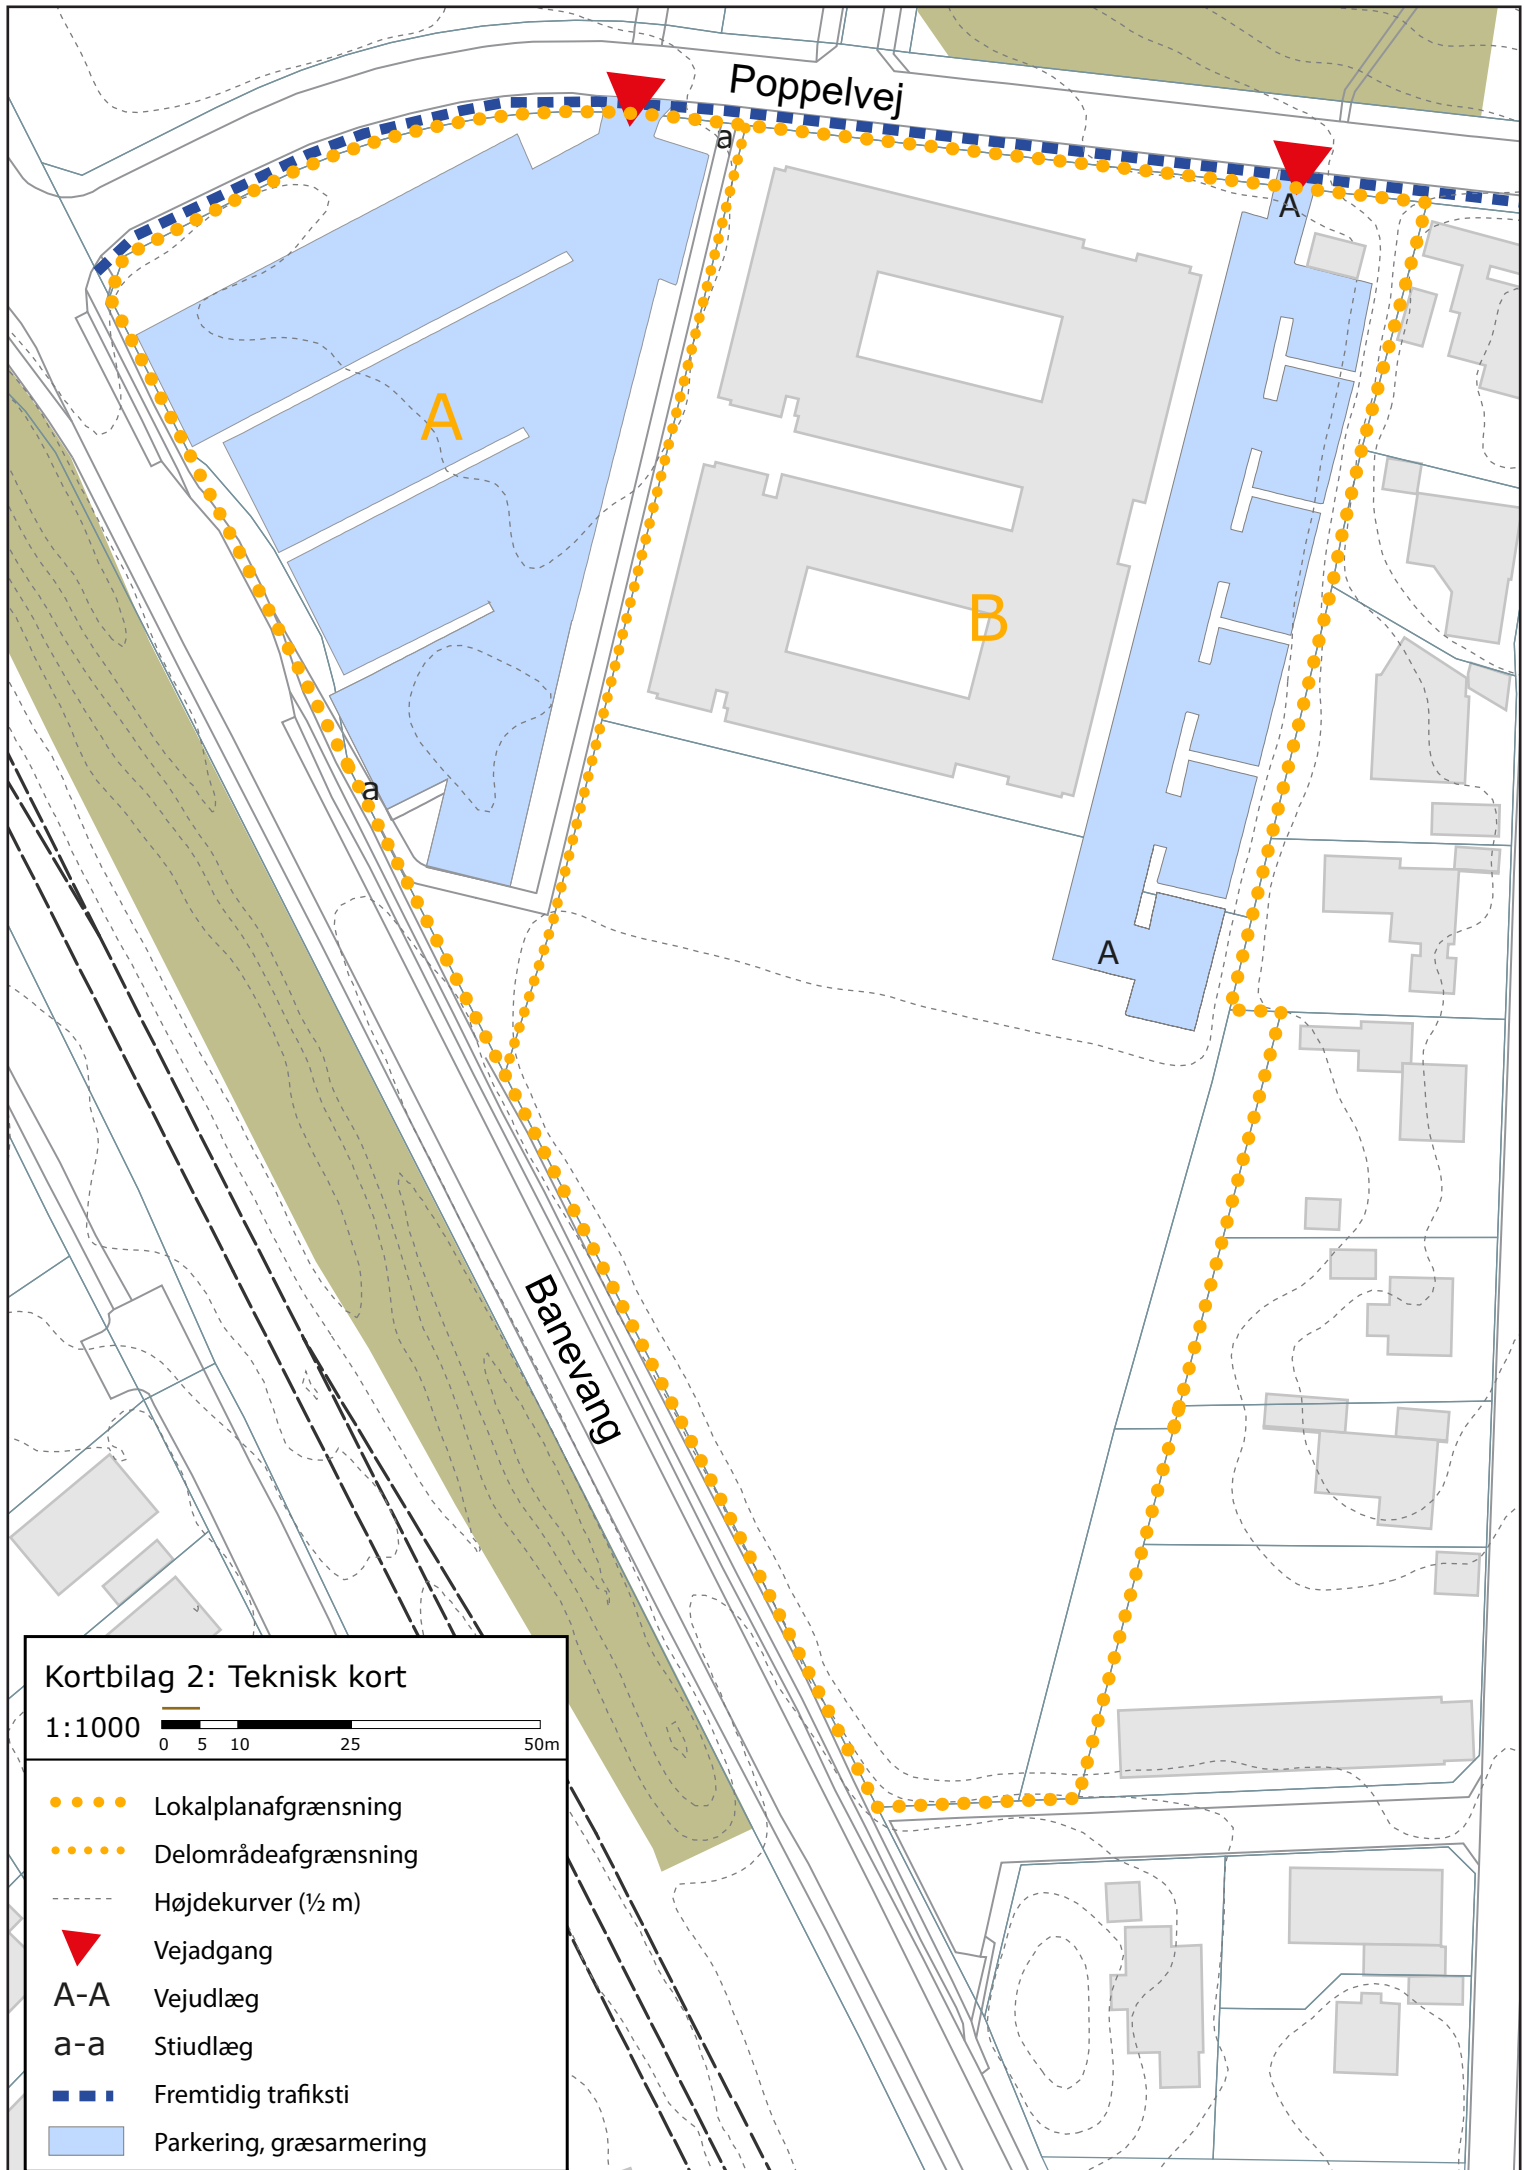 Poppelvej
a
A
A
B
a
A
Banevang
Kortbilag 2: Teknisk kort
1:1000
0 5 10 25 50m
Lokalplanafgrænsning
Delområdeafgrænsning
Højdekurver (½ m)
Vejadgang
A-A Vejudlæg
a-a Stiudlæg
Fremtidig trafiksti
Parkering, græsarmering